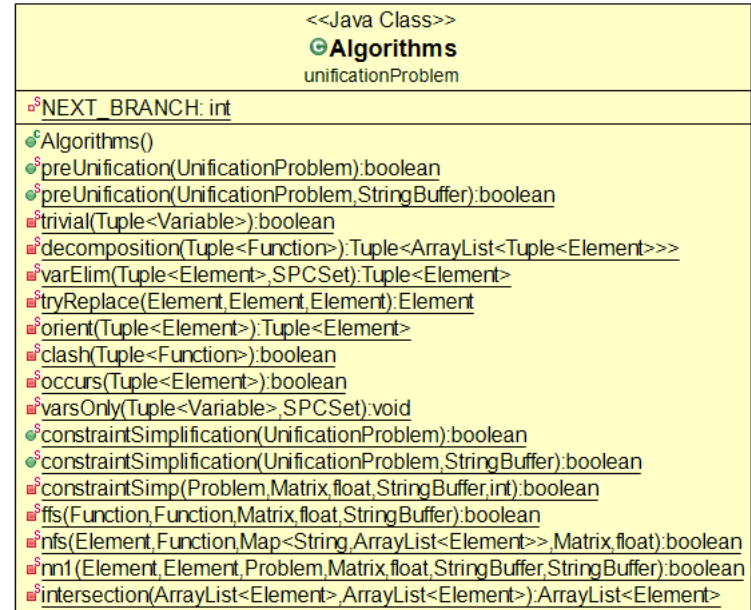 <<Java Class>>
Algorithms
unificationProblem
NEXT_BRANCH: int
Algorithms()
preUnification(UnificationProblem):boolean
preUnification(UnificationProblem,StringBuffer):boolean
trivial(Tuple<Variable>):boolean
decomposition(Tuple<Function>):Tuple<ArrayList<Tuple<Element>>>
varElim(Tuple<Element>,SPCSet):Tuple<Element>
tryReplace(Element,Element,Element):Element
orient(Tuple<Element>):Tuple<Element>
clash(Tuple<Function>):boolean
occurs(Tuple<Element>):boolean
varsOnly(Tuple<Variable>,SPCSet):void
constraintSimplification(UnificationProblem):boolean
constraintSimplification(UnificationProblem,StringBuffer):boolean
constraintSimp(Problem,Matrix,float,StringBuffer,int):boolean
ffs(Function,Function,Matrix,float,StringBuffer):boolean
nfs(Element,Function,Map<String,ArrayList<Element>>,Matrix,float):boolean
nn1(Element,Element,Problem,Matrix,float,StringBuffer,StringBuffer):boolean
intersection(ArrayList<Element>,ArrayList<Element>):ArrayList<Element>